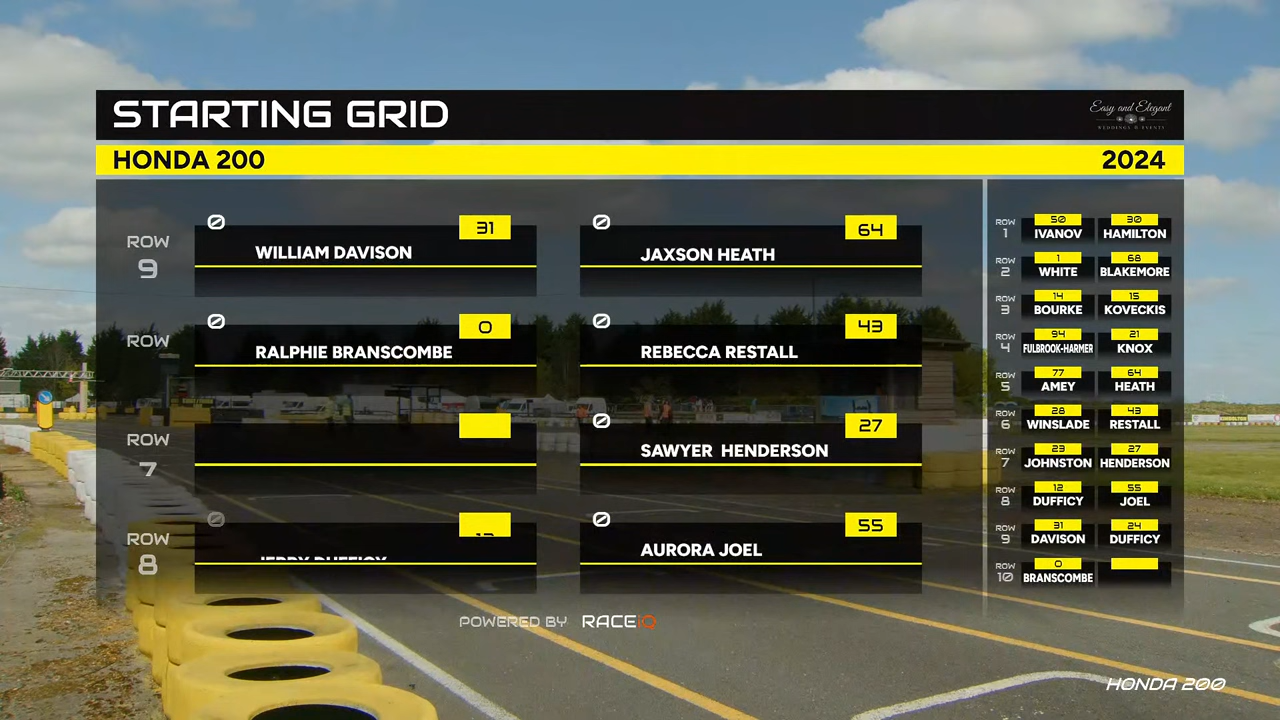 STARTING GRID
Easy and Elegant
WEDDINGS & EVENTS
HONDA 200
2024
ROW 9
Ø
31
WILLIAM DAVISON
Ø
64
JAXSON HEATH
ROW
Ø
0
RALPHIE BRANSCOMBE
Ø
43
REBECCA RESTALL
ROW 7
Ø
27
SAWYER HENDERSON
ROW 8
Ø
Ø
55
AURORA JOEL
ROW 1
50
IVANOV
30
HAMILTON
ROW 2
1
WHITE
68
BLAKEMORE
ROW 3
14
BOURKE
15
KOVECKIS
ROW 4
94
FULBROOK-HARMER
21
KNOX
ROW 5
77
AMEY
64
HEATH
ROW 6
28
WINSLADE
43
RESTALL
ROW 7
23
JOHNSTON
27
HENDERSON
ROW 8
12
DUFFICY
55
JOEL
ROW 9
31
DAVISON
24
DUFFICY
ROW 10
0
BRANSCOMBE
POWERED BY RACEIQ
HONDA 200